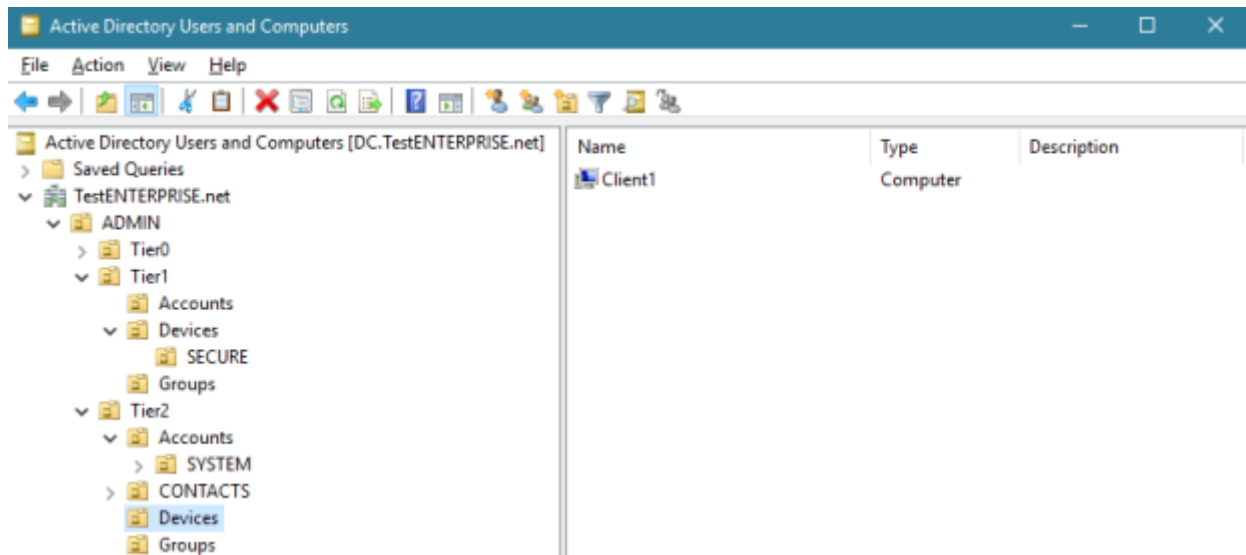 Active Directory Users and Computers
File Action View Help
Active Directory Users and Computers [DC.TestENTERPRISE.net]
Saved Queries
TestENTERPRISE.net
ADMIN
Tier0
Tier1
Accounts
Devices
SECURE
Groups
Tier2
Accounts
SYSTEM
CONTACTS
Devices
Groups
Name Type Description
Client1 Computer